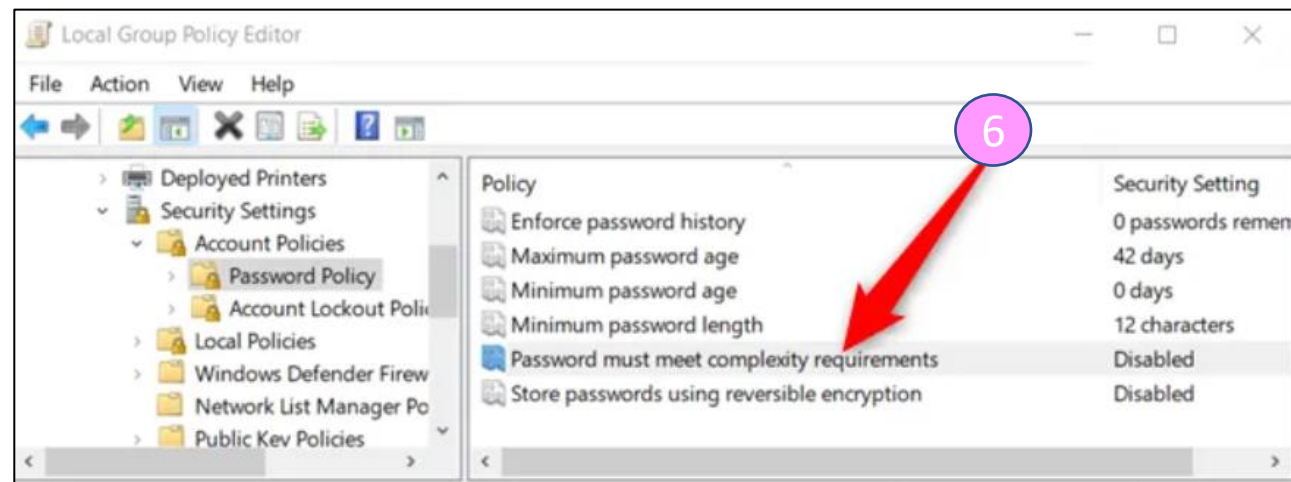 Local Group Policy Editor
File Action View Help
6
Deployed Printers
Security Settings
Account Policies
Password Policy
Account Lockout Poli
Local Policies
Windows Defender Firew
Network List Manager Po
Public Key Policies
Policy Security Setting
Enforce password history 0 passwords remem
Maximum password age 42 days
Minimum password age 0 days
Minimum password length 12 characters
Password must meet complexity requirements Disabled
Store passwords using reversible encryption Disabled